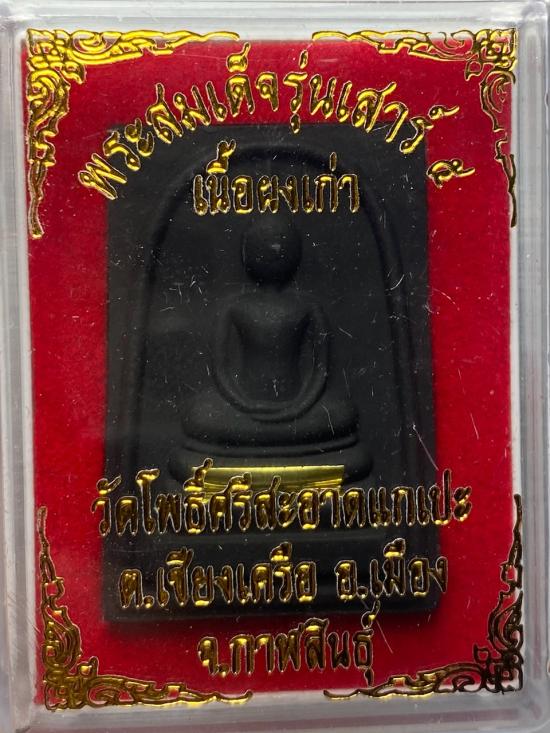 พระสมเด็จรุ่นเสาร์ ๕
เนื้อผงเก่า
วัดโพธิ์ศรีสะอาดแกเปะ
ต.เชียงเครือ อ.เมือง
จ.กาฬสินธุ์